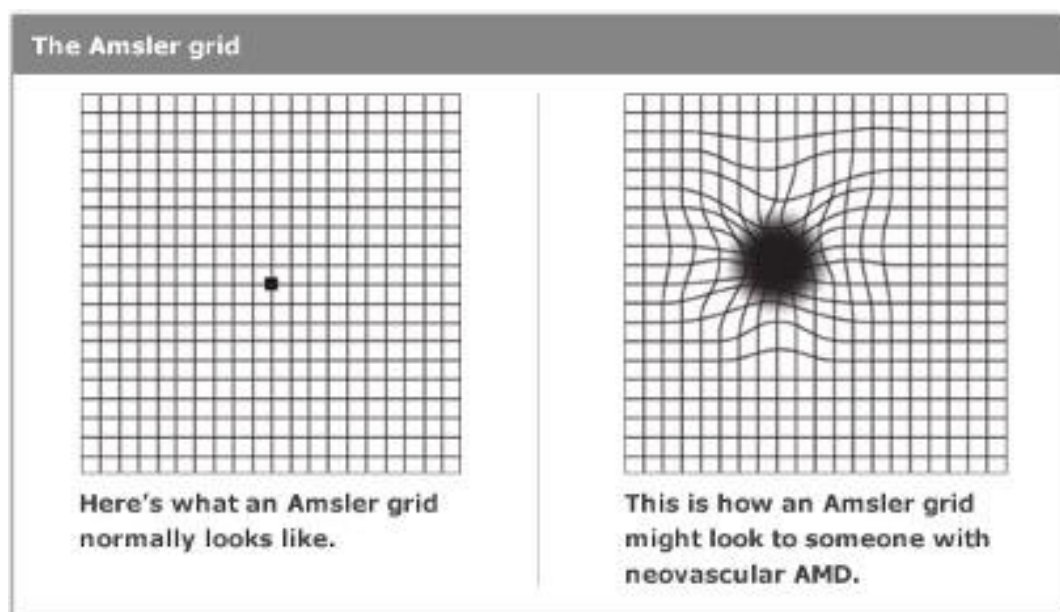 The Amsler grid
Here's what an Amsler grid
normally looks like.
This is how an Amsler grid
might look to someone with
neovascular AMD.